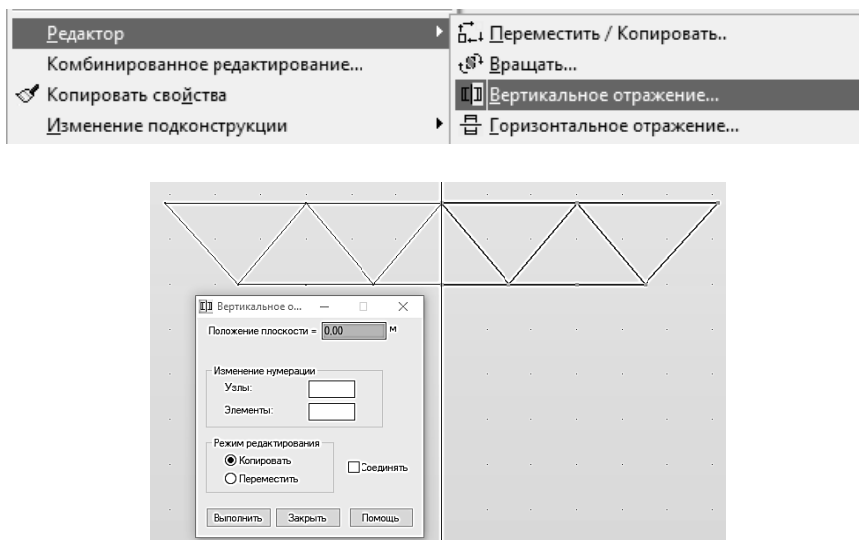 Редактор
Комбинированное редактирование...
Копировать свойства
Изменение подконструкции
Переместить / Копировать..
Вращать...
Вертикальное отражение...
Горизонтальное отражение...
Вертикальное о...
Положение плоскости = 0,00 м
Изменение нумерации
Узлы:
Элементы:
Режим редактирования
Копировать
Переместить
Соединять
Выполнить Закрыть Помощь